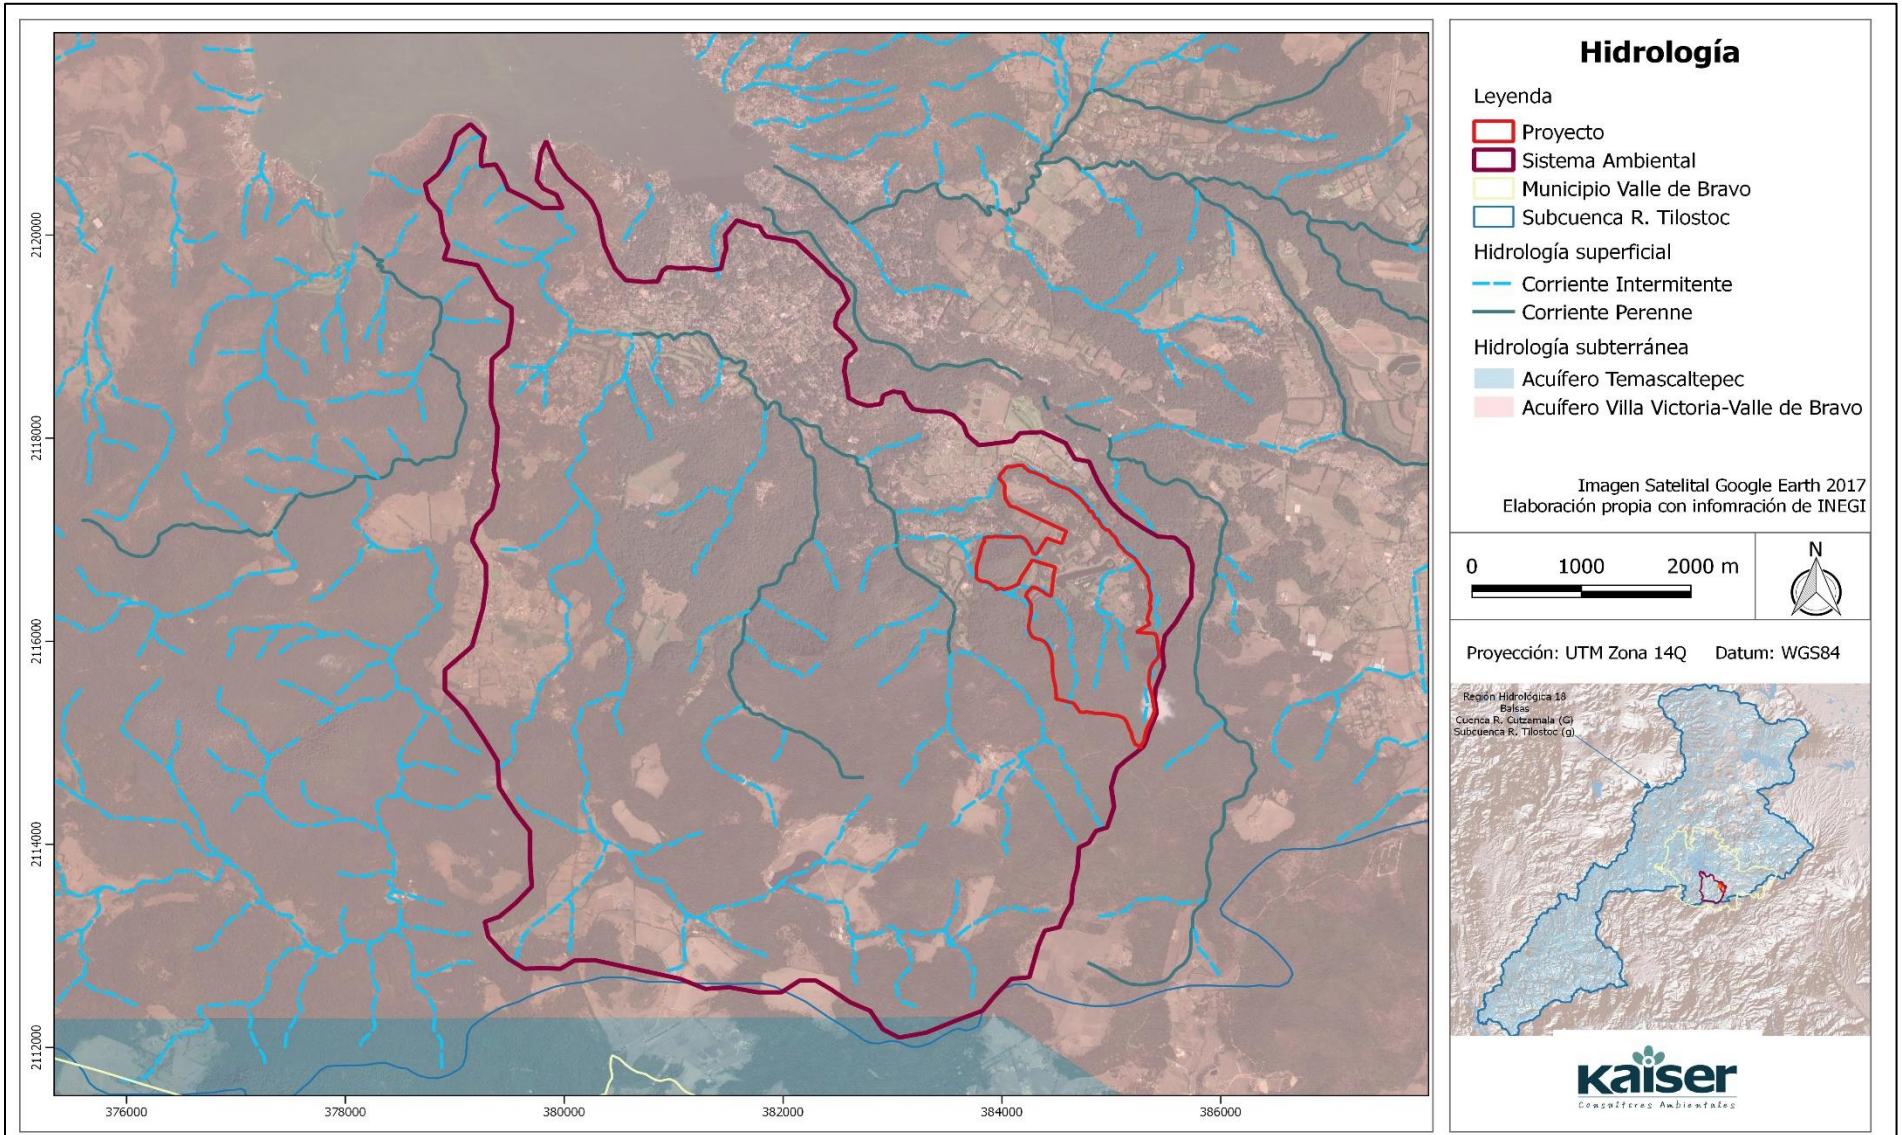 Hidrología
Leyenda
Proyecto
Sistema Ambiental
Municipio Valle de Bravo
Subcuenca R. Tilostoc
Hidrología superficial
Corriente Intermitente
Corriente Perenne
Hidrología subterránea
Acuífero Temascaltepec
Acuífero Villa Victoria-Valle de Bravo
Imagen Satelital Google Earth 2017
Elaboración propia con infomración de INEGI
0 1000 2000 m
N
Proyección: UTM Zona 14Q Datum: WGS84
Región Hidrológica 18
Balsas
Cuenca R. Cutzamala (G)
Subcuenca R. Tilostoc (g)
kaiser
Consultores Ambientales
2120000
2118000
2116000
2114000
2112000
376000 378000 380000 382000 384000 386000